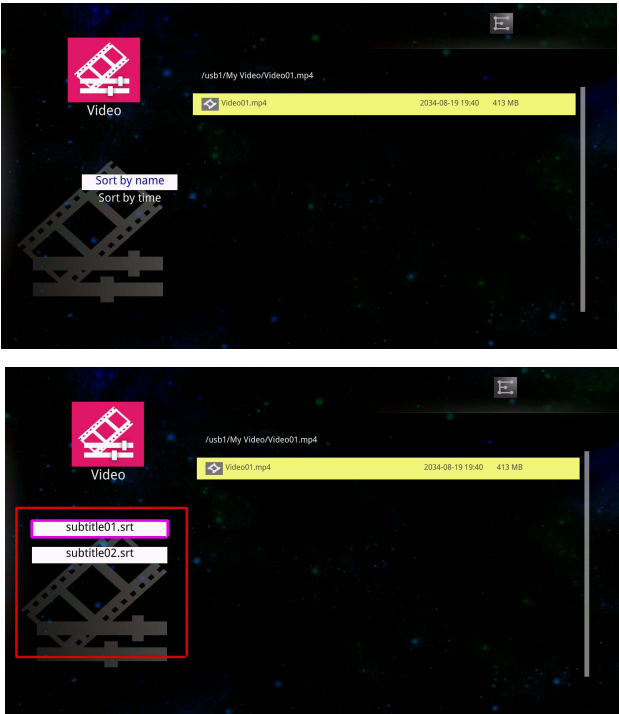 Video
/usb1/My Video/Video01.mp4
Video01.mp4 2034-08-19 19:40 413 MB
Sort by name
Sort by time
Video
/usb1/My Video/Video01.mp4
Video01.mp4 2034-08-19 19:40 413 MB
subtitle01.srt
subtitle02.srt